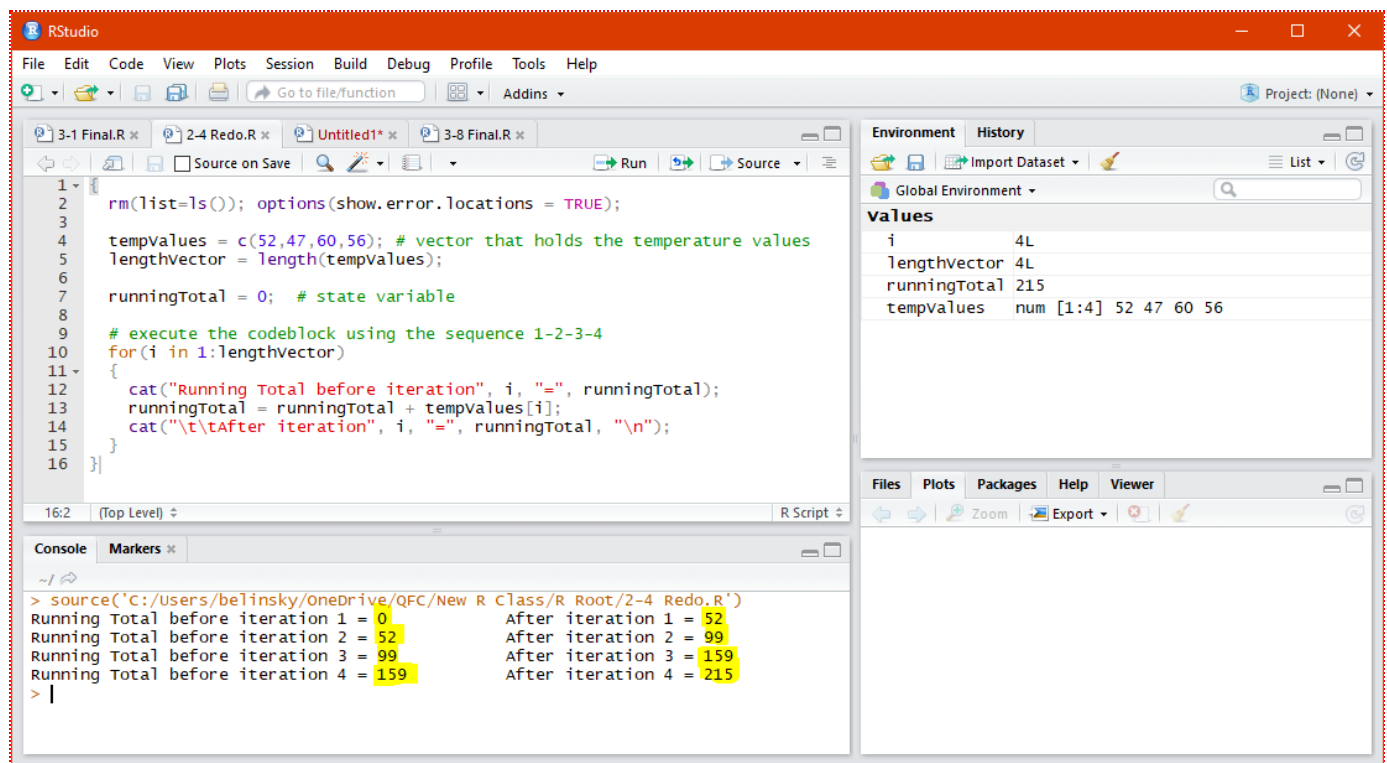 RStudio
File Edit Code View Plots Session Build Debug Profile Tools Help
Go to file/function Addins Project: (None)
3-1 Final.R 2-4 Redo.R Untitled1* 3-8 Final.R
Source on Save Run Source
1 {
2 rm(list=ls()); options(show.error.locations = TRUE);
3
4 tempValues = c(52,47,60,56); # vector that holds the temperature values
5 lengthVector = length(tempValues);
6
7 runningTotal = 0; # state variable
8
9 # execute the codeblock using the sequence 1-2-3-4
10 for(i in 1:lengthVector)
11 {
12 cat("Running Total before iteration", i, "=", runningTotal);
13 runningTotal = runningTotal + tempValues[i];
14 cat("\t\tAfter iteration", i, "=", runningTotal, "\n");
15 }
16 }
16:2 (Top Level) R Script
Console Markers
~/
> source('C:/Users/belinsky/OneDrive/QFC/New R Class/R Root/2-4 Redo.R')
Running Total before iteration 1 = 0 After iteration 1 = 52
Running Total before iteration 2 = 52 After iteration 2 = 99
Running Total before iteration 3 = 99 After iteration 3 = 159
Running Total before iteration 4 = 159 After iteration 4 = 215
>
Environment History
Import Dataset List
Global Environment
Values
i 4L
lengthVector 4L
runningTotal 215
tempValues num [1:4] 52 47 60 56
Files Plots Packages Help Viewer
Zoom Export